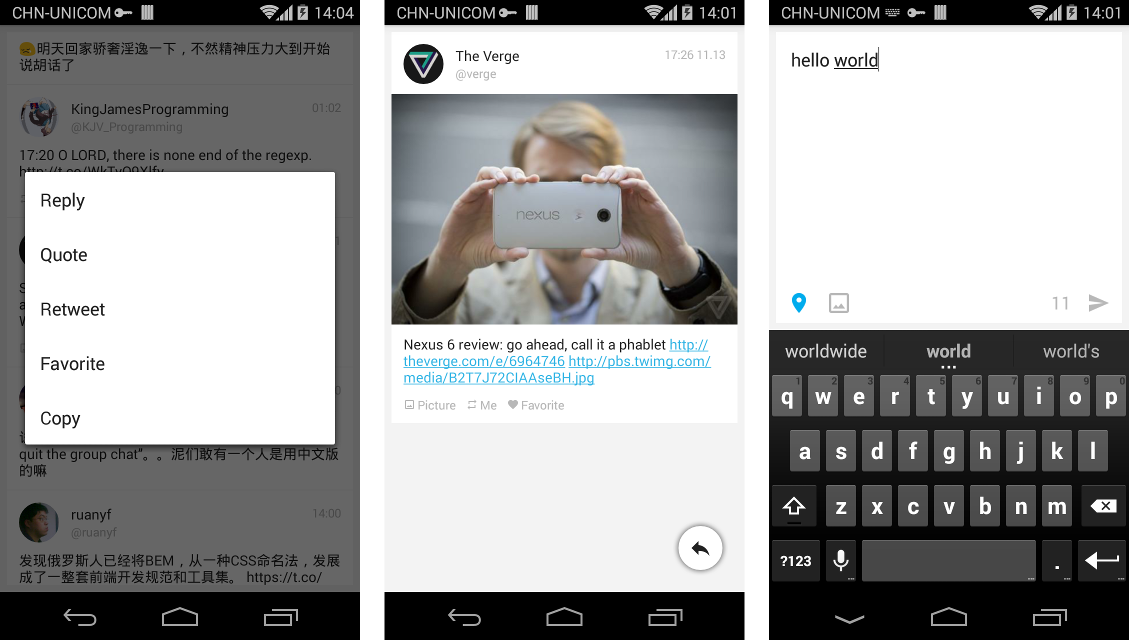 CHN-UNICOM 14:04
😞明天回家骄奢淫逸一下，不然精神压力大到开始
说胡话了
KingJamesProgramming 01:02
@KJV_Programming
17:20 O LORD, there is none end of the regexp.
http://t.co/WkTvO9Xlfv
Reply
Quote
Retweet
Favorite
Copy
quit the group chat"。。泥们敢有一个人是用中文版
的嘛
ruanyf 14:00
@ruanyf
发现俄罗斯人已经将BEM，从一种CSS命名法，发展
成了一整套前端开发规范和工具集。 https://t.co/
CHN-UNICOM 14:01
The Verge 17:26 11.13
@verge
nexus
Nexus 6 review: go ahead, call it a phablet http://
theverge.com/e/6964746 http://pbs.twimg.com/
media/B2T7J72CIAAseBH.jpg
Picture Me Favorite
CHN-UNICOM 14:01
hello world
11
worldwide world world's
1 2 3 4 5 6 7 8 9 0
q w e r t y u i o p
a s d f g h j k l
z x c v b n m
?123 .